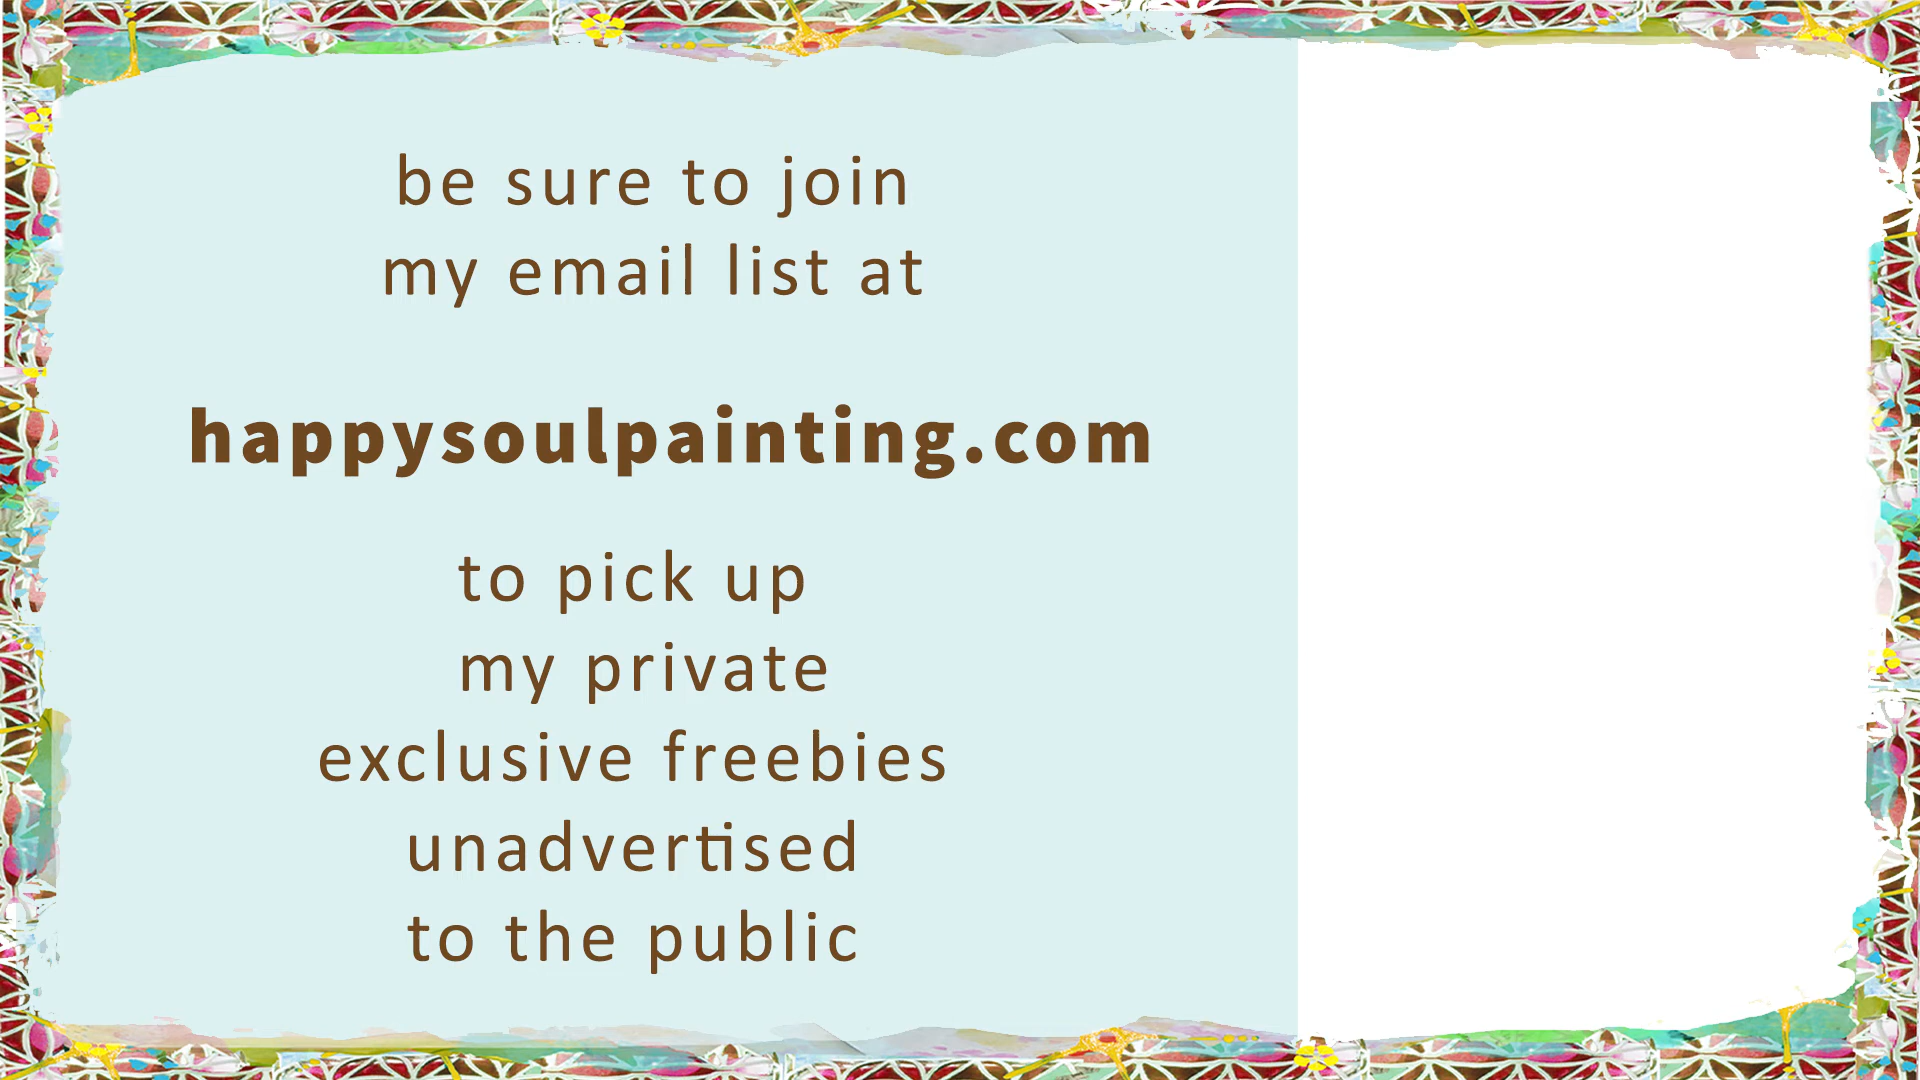 be sure to join
my email list at
happysoulpainting.com
to pick up
my private
exclusive freebies
unadvertised
to the public